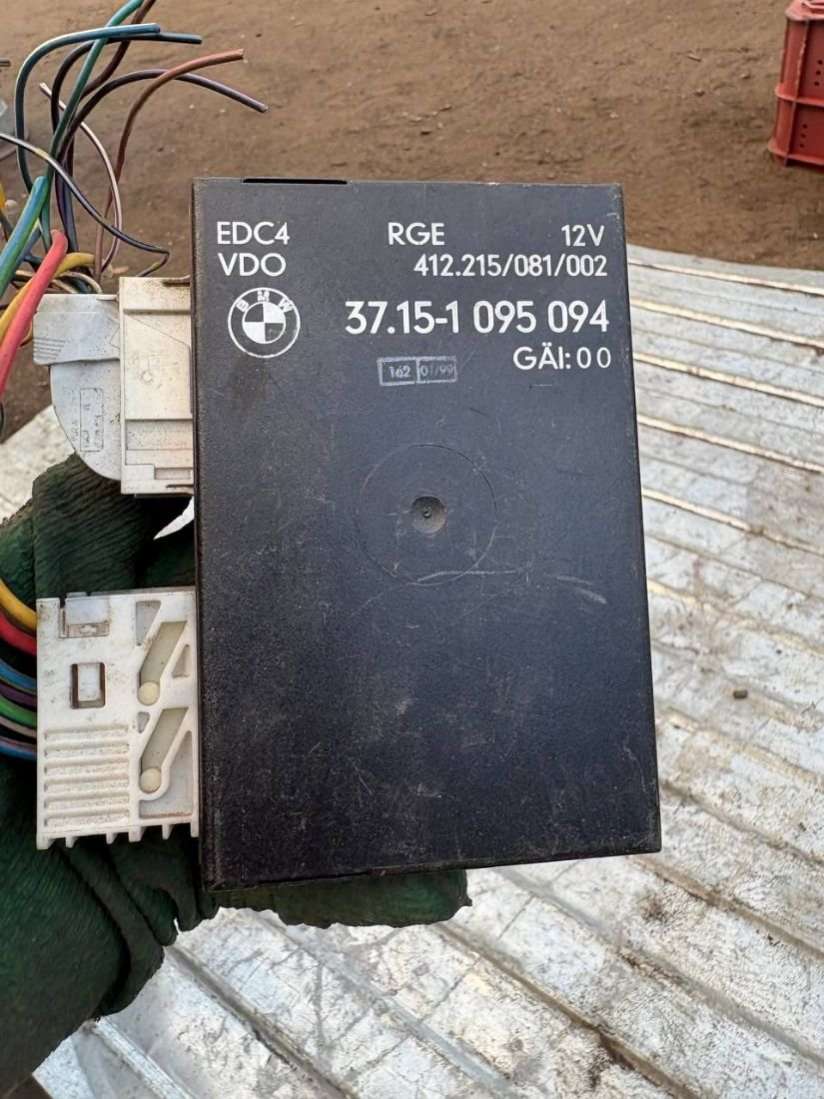 EDC4 RGE 12V
VDO 412.215/081/002
BMW
37.15-1 095 094
GÄI: 0 0
162 01/99